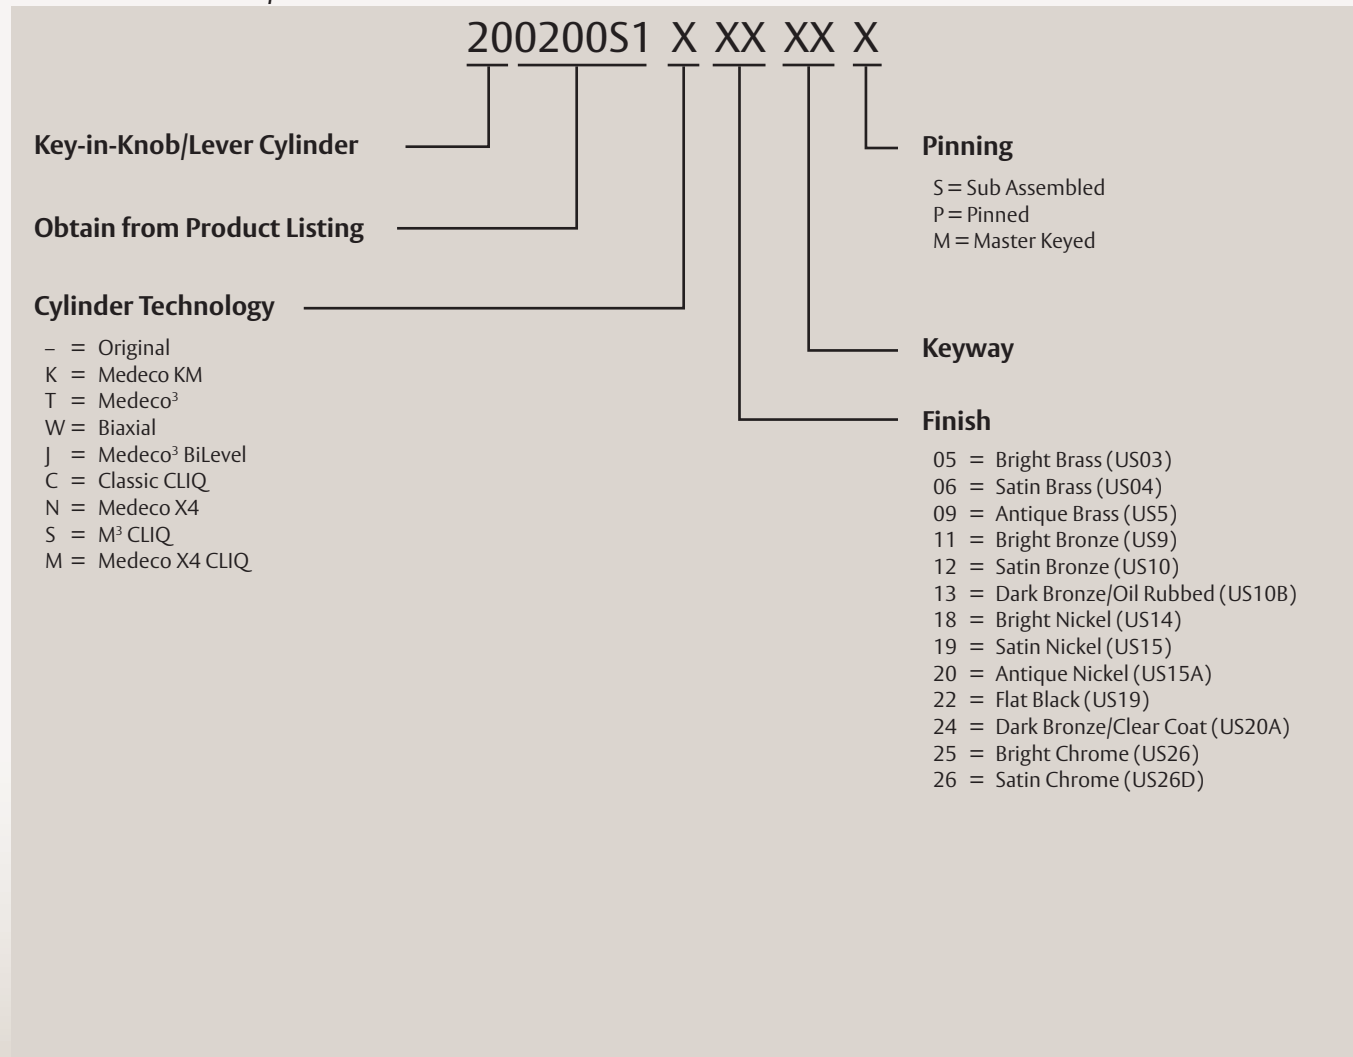 200200S1 X XX XX X
Key-in-Knob/Lever Cylinder
Obtain from Product Listing
Cylinder Technology
– = Original
K = Medeco KM
T = Medeco³
W = Biaxial
J = Medeco³ BiLevel
C = Classic CLIQ
N = Medeco X4
S = M³ CLIQ
M = Medeco X4 CLIQ
Pinning
S = Sub Assembled
P = Pinned
M = Master Keyed
Keyway
Finish
05 = Bright Brass (US03)
06 = Satin Brass (US04)
09 = Antique Brass (US5)
11 = Bright Bronze (US9)
12 = Satin Bronze (US10)
13 = Dark Bronze/Oil Rubbed (US10B)
18 = Bright Nickel (US14)
19 = Satin Nickel (US15)
20 = Antique Nickel (US15A)
22 = Flat Black (US19)
24 = Dark Bronze/Clear Coat (US20A)
25 = Bright Chrome (US26)
26 = Satin Chrome (US26D)